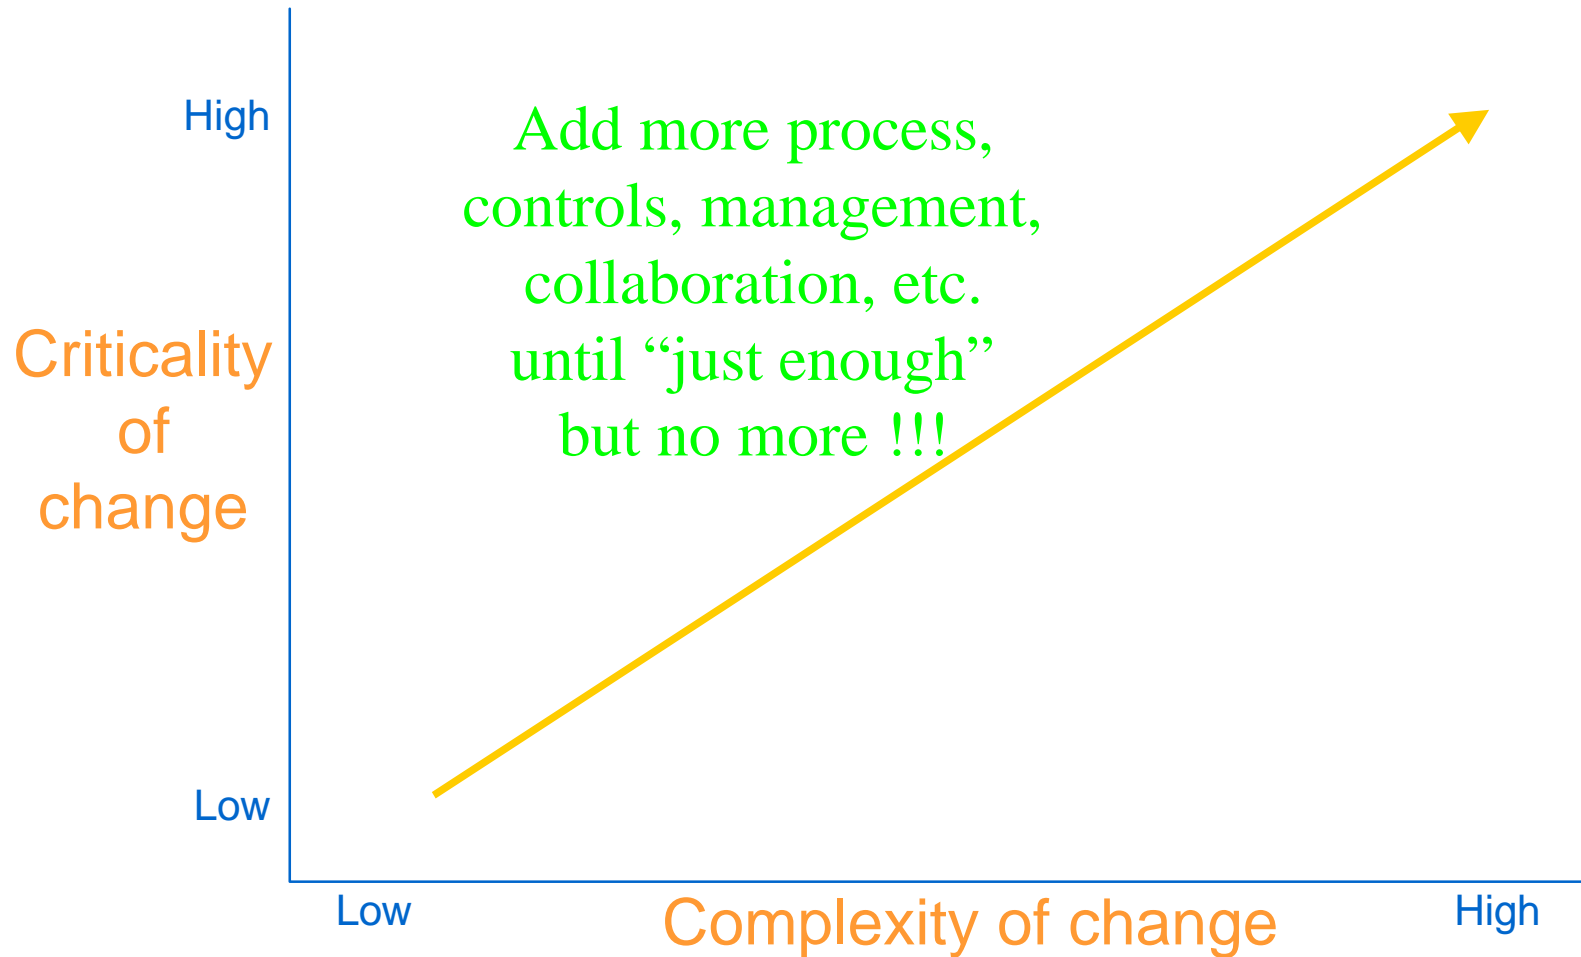 High
Add more process,
controls, management,
collaboration, etc.
until “just enough”
but no more !!!
Criticality
of
change
Low
Low
Complexity of change
High